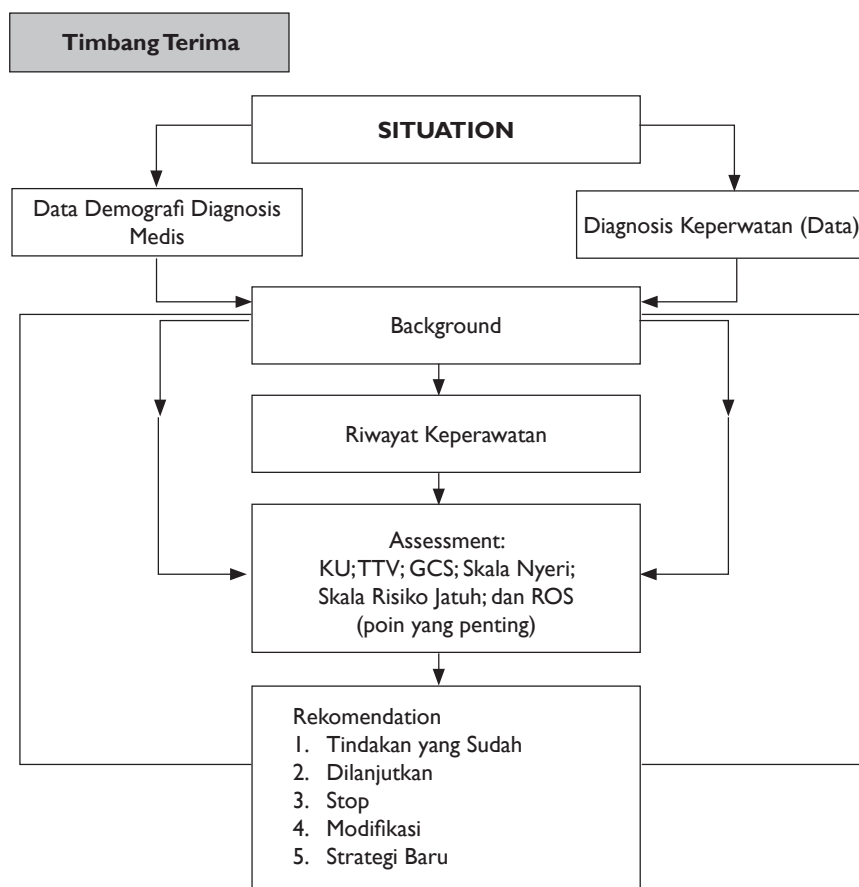 Timbang Terima
SITUATION
Data Demografi Diagnosis
Medis
Diagnosis Keperwatan (Data)
Background
Riwayat Keperawatan
Assessment:
KU; TTV; GCS; Skala Nyeri;
Skala Risiko Jatuh; dan ROS
(poin yang penting)
Rekomendation
1. Tindakan yang Sudah
2. Dilanjutkan
3. Stop
4. Modifikasi
5. Strategi Baru